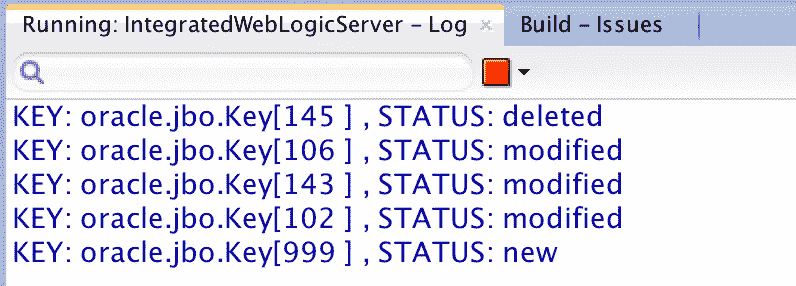 Running: IntegratedWebLogicServer – Log × Build – Issues
KEY: oracle.jbo.Key[145 ] , STATUS: deleted
KEY: oracle.jbo.Key[106 ] , STATUS: modified
KEY: oracle.jbo.Key[143 ] , STATUS: modified
KEY: oracle.jbo.Key[102 ] , STATUS: modified
KEY: oracle.jbo.Key[999 ] , STATUS: new